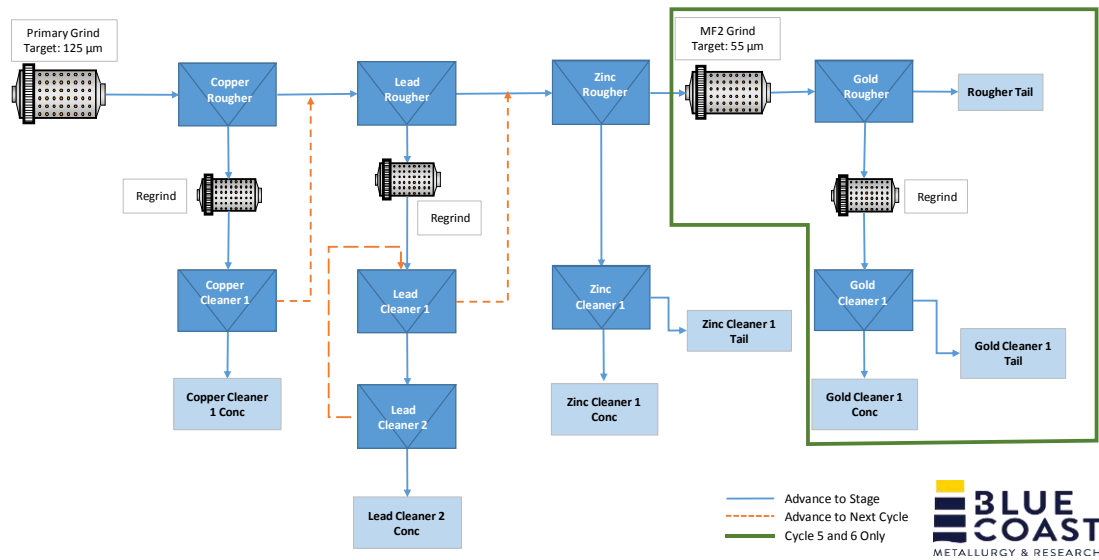 Primary Grind
Target: 125 µm
Copper
Rougher
Lead
Rougher
Zinc
Rougher
MF2 Grind
Target: 55 µm
Gold
Rougher
Rougher Tail
Regrind
Regrind
Regrind
Copper
Cleaner 1
Lead
Cleaner 1
Zinc
Cleaner 1
Gold
Cleaner 1
Zinc Cleaner 1
Tail
Gold Cleaner 1
Tail
Copper Cleaner
1 Conc
Lead
Cleaner 2
Zinc Cleaner 1
Conc
Gold Cleaner 1
Conc
Lead Cleaner 2
Conc
Advance to Stage
Advance to Next Cycle
Cycle 5 and 6 Only
BLUE
COAST
METALLURGY & RESEARCH